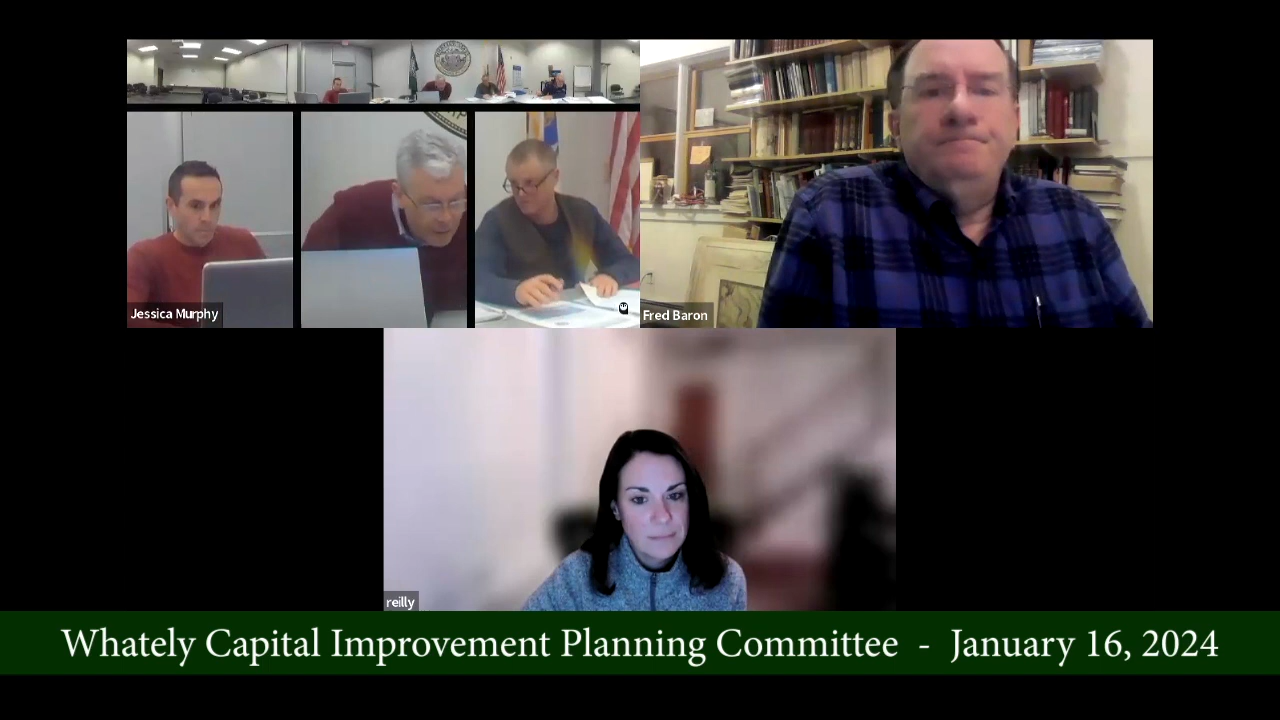 Jessica Murphy
Fred Baron
reilly
Whately Capital Improvement Planning Committee - January 16, 2024